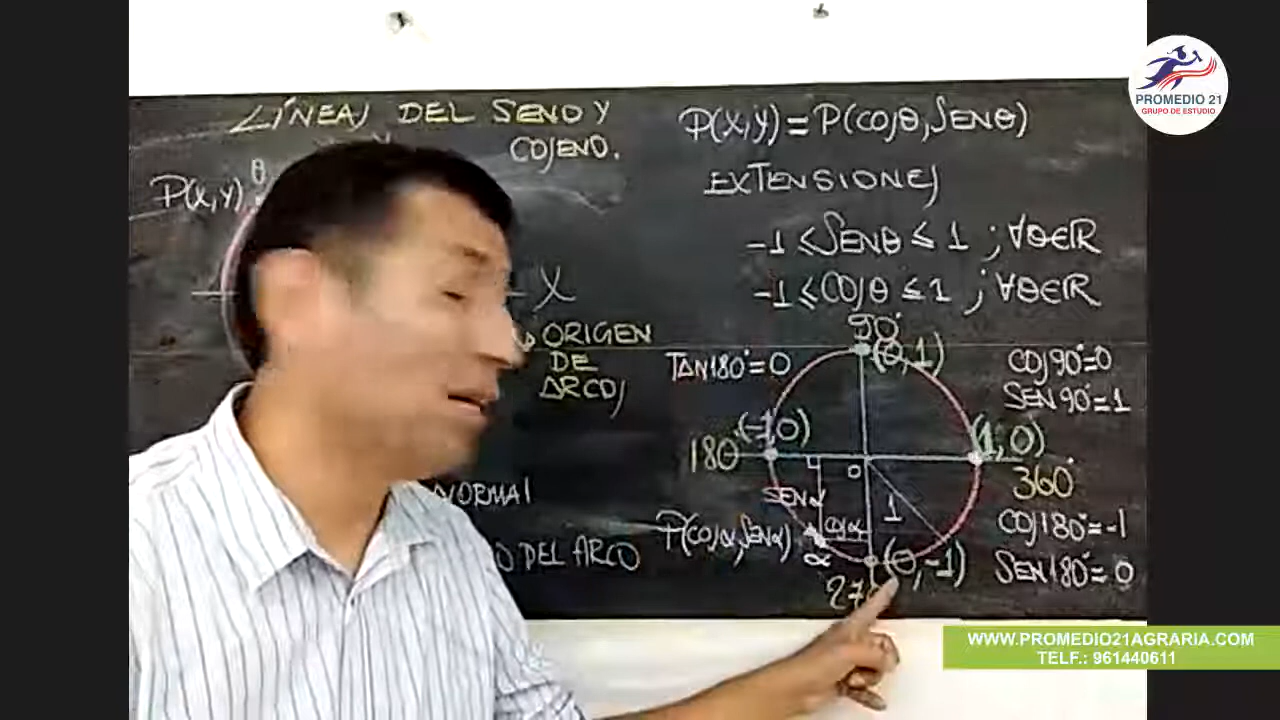 LÍNEAS DEL SENO Y
COSENO.
P(X,Y)
θ
X
ORIGEN
DE
ARCOS
NORMAL
DEL ARCO
P(X,Y)=P(COSθ,SENθ)
EXTENSIONES
-1 ≤ SENθ ≤ 1 ; ∀θ∈ℝ
-1 ≤ COSθ ≤ 1 ; ∀θ∈ℝ
90°
(0,1)
TAN180°=0
COS90°=0
SEN90°=1
(-1,0)
180°
(1,0)
360°
O
1
SENα
COSα
P(COSα,SENα)
α
(0,-1)
COS180°=-1
SEN180°=0
PROMEDIO 21
GRUPO DE ESTUDIO
WWW.PROMEDIO21AGRARIA.COM
TELF.: 961440611